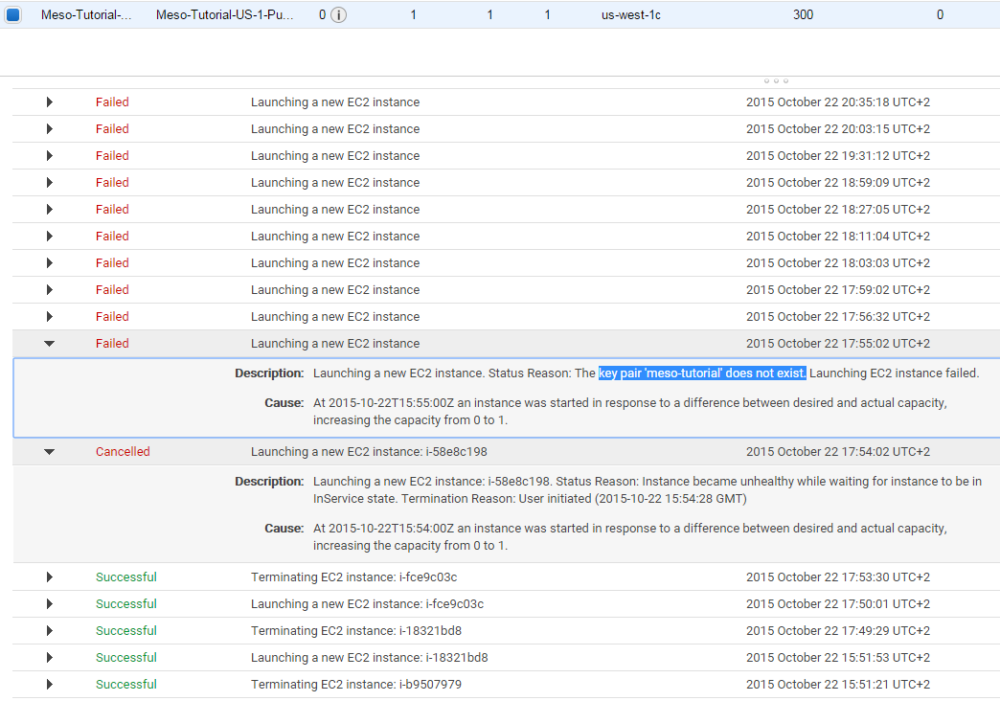 Meso-Tutorial-... Meso-Tutorial-US-1-Pu... 0 i 1 1 1 us-west-1c 300 0
Failed Launching a new EC2 instance 2015 October 22 20:35:18 UTC+2
Failed Launching a new EC2 instance 2015 October 22 20:03:15 UTC+2
Failed Launching a new EC2 instance 2015 October 22 19:31:12 UTC+2
Failed Launching a new EC2 instance 2015 October 22 18:59:09 UTC+2
Failed Launching a new EC2 instance 2015 October 22 18:27:05 UTC+2
Failed Launching a new EC2 instance 2015 October 22 18:11:04 UTC+2
Failed Launching a new EC2 instance 2015 October 22 18:03:03 UTC+2
Failed Launching a new EC2 instance 2015 October 22 17:59:02 UTC+2
Failed Launching a new EC2 instance 2015 October 22 17:56:32 UTC+2
Failed Launching a new EC2 instance 2015 October 22 17:55:02 UTC+2
Description: Launching a new EC2 instance. Status Reason: The key pair 'meso-tutorial' does not exist. Launching EC2 instance failed.
Cause: At 2015-10-22T15:55:00Z an instance was started in response to a difference between desired and actual capacity,
increasing the capacity from 0 to 1.
Cancelled Launching a new EC2 instance: i-58e8c198 2015 October 22 17:54:02 UTC+2
Description: Launching a new EC2 instance: i-58e8c198. Status Reason: Instance became unhealthy while waiting for instance to be in
InService state. Termination Reason: User initiated (2015-10-22 15:54:28 GMT)
Cause: At 2015-10-22T15:54:00Z an instance was started in response to a difference between desired and actual capacity,
increasing the capacity from 0 to 1.
Successful Terminating EC2 instance: i-fce9c03c 2015 October 22 17:53:30 UTC+2
Successful Launching a new EC2 instance: i-fce9c03c 2015 October 22 17:50:01 UTC+2
Successful Terminating EC2 instance: i-18321bd8 2015 October 22 17:49:29 UTC+2
Successful Launching a new EC2 instance: i-18321bd8 2015 October 22 15:51:53 UTC+2
Successful Terminating EC2 instance: i-b9507979 2015 October 22 15:51:21 UTC+2